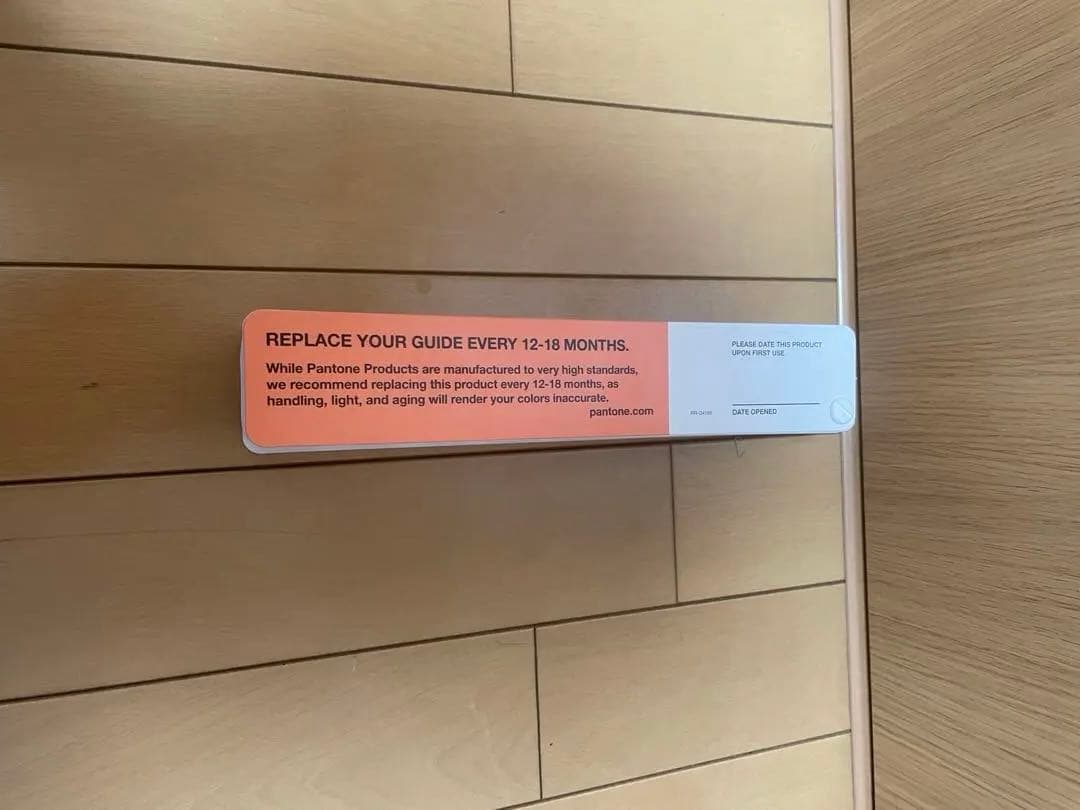 REPLACE YOUR GUIDE EVERY 12-18 MONTHS.
While Pantone Products are manufactured to very high standards,
we recommend replacing this product every 12-18 months, as
handling, light, and aging will render your colors inaccurate.
pantone.com
PLEASE DATE THIS PRODUCT
UPON FIRST USE.
DATE OPENED